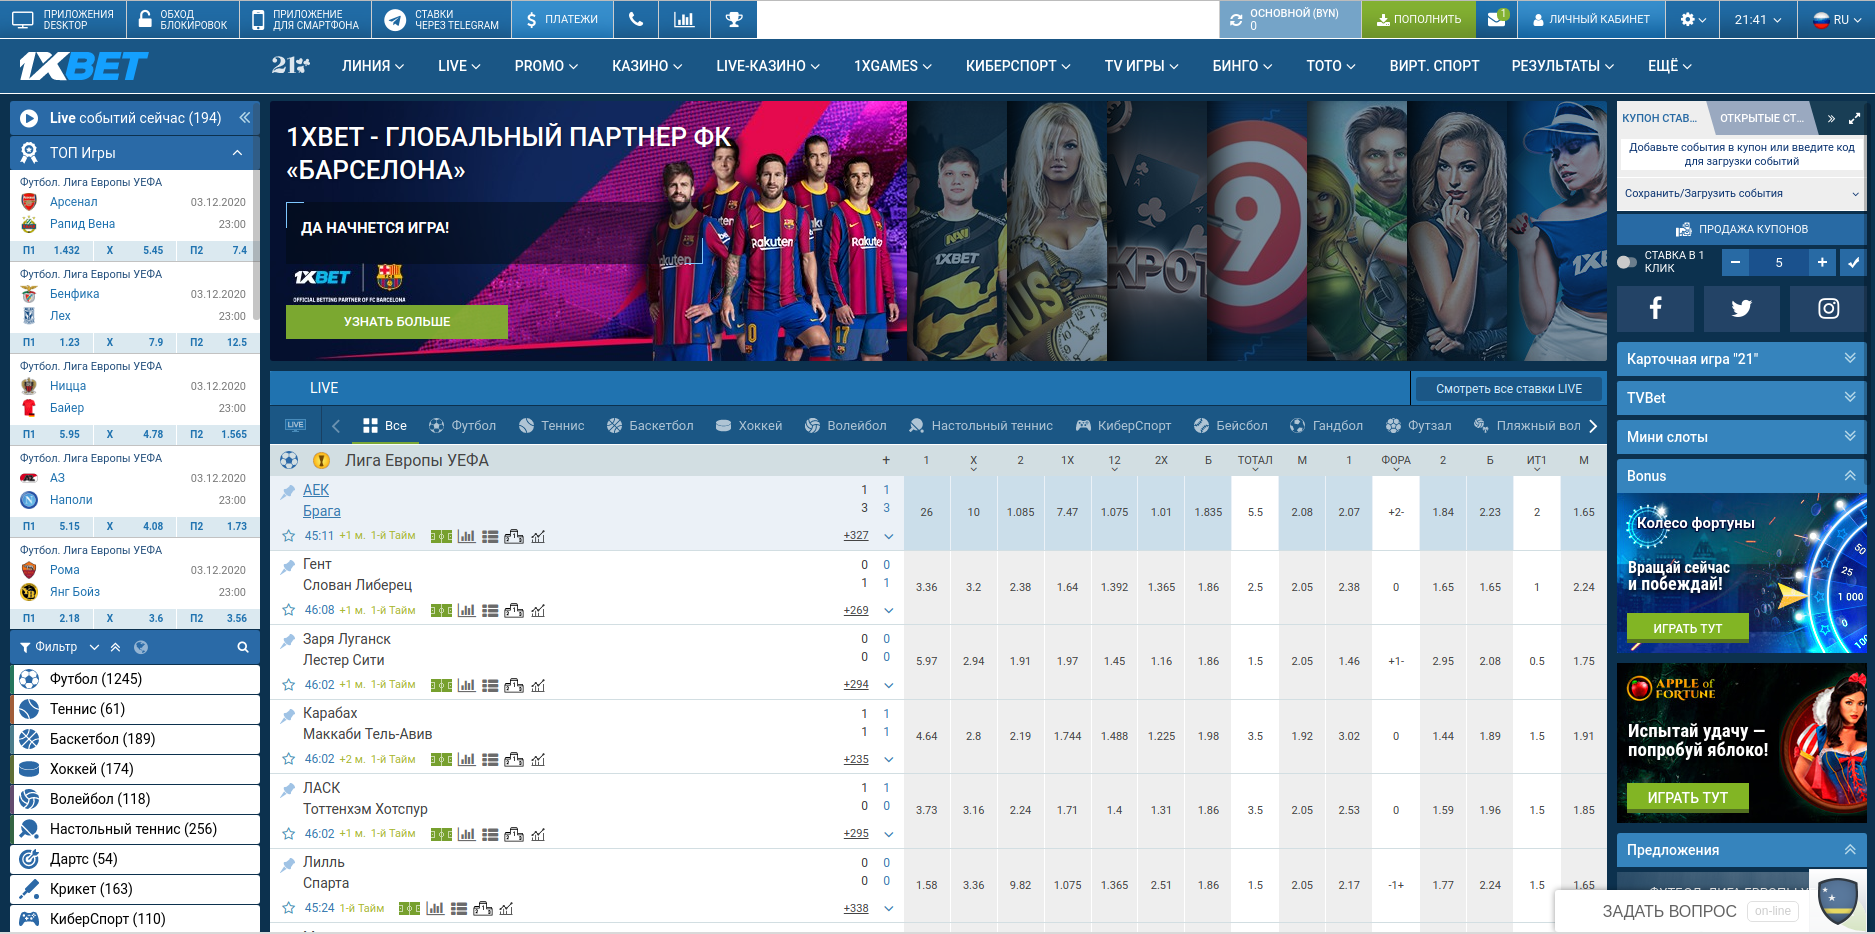 ПРИЛОЖЕНИЯ DESKTOP
ОБХОД БЛОКИРОВОК
ПРИЛОЖЕНИЕ ДЛЯ СМАРТФОНА
СТАВКИ ЧЕРЕЗ TELEGRAM
$ ПЛАТЕЖИ
ОСНОВНОЙ (BYN) 0
ПОПОЛНИТЬ
1
ЛИЧНЫЙ КАБИНЕТ
21:41
RU
1XBET
21
ЛИНИЯ
LIVE
PROMO
КАЗИНО
LIVE-КАЗИНО
1XGAMES
КИБЕРСПОРТ
TV ИГРЫ
БИНГО
ТОТО
ВИРТ. СПОРТ
РЕЗУЛЬТАТЫ
ЕЩЁ
Live событий сейчас (194)
ТОП Игры
Футбол. Лига Европы УЕФА
Арсенал 03.12.2020
Рапид Вена 23:00
П1 1.432 X 5.45 П2 7.4
Футбол. Лига Европы УЕФА
Бенфика 03.12.2020
Лех 23:00
П1 1.23 X 7.9 П2 12.5
Футбол. Лига Европы УЕФА
Ницца 03.12.2020
Байер 23:00
П1 5.95 X 4.78 П2 1.565
Футбол. Лига Европы УЕФА
АЗ 03.12.2020
Наполи 23:00
П1 5.15 X 4.08 П2 1.73
Футбол. Лига Европы УЕФА
Рома 03.12.2020
Янг Бойз 23:00
П1 2.18 X 3.6 П2 3.56
Фильтр
Футбол (1245)
Теннис (61)
Баскетбол (189)
Хоккей (174)
Волейбол (118)
Настольный теннис (256)
Дартс (54)
Крикет (163)
КиберСпорт (110)
1XBET - ГЛОБАЛЬНЫЙ ПАРТНЕР ФК
«БАРСЕЛОНА»
ДА НАЧНЕТСЯ ИГРА!
1XBET
OFFICIAL BETTING PARTNER OF FC BARCELONA
УЗНАТЬ БОЛЬШЕ
Rakuten
Rakuten
10
17
NAVI
1XBET
9
LIVE
Смотреть все ставки LIVE
LIVE
Все
Футбол
Теннис
Баскетбол
Хоккей
Волейбол
Настольный теннис
КиберСпорт
Бейсбол
Гандбол
Футзал
Пляжный вол
Лига Европы УЕФА + 1 X 2 1X 12 2X Б ТОТАЛ М 1 ФОРА 2 Б ИТ1 М
АЕК 1 1
Брага 3 3
45:11 +1 м. 1-й Тайм +327
26 10 1.085 7.47 1.075 1.01 1.835 5.5 2.08 2.07 +2- 1.84 2.23 2 1.65
Гент 0 0
Слован Либерец 1 1
46:08 +1 м. 1-й Тайм +269
3.36 3.2 2.38 1.64 1.392 1.365 1.86 2.5 2.05 2.38 0 1.65 1.65 1 2.24
Заря Луганск 0 0
Лестер Сити 0 0
46:02 +1 м. 1-й Тайм +294
5.97 2.94 1.91 1.97 1.45 1.16 1.86 1.5 2.05 1.46 +1- 2.95 2.08 0.5 1.75
Карабах 1 1
Маккаби Тель-Авив 1 1
46:02 +2 м. 1-й Тайм +235
4.64 2.8 2.19 1.744 1.488 1.225 1.98 3.5 1.92 3.02 0 1.44 1.89 1.5 1.91
ЛАСК 1 1
Тоттенхэм Хотспур 0 0
46:02 +1 м. 1-й Тайм +295
3.73 3.16 2.24 1.71 1.4 1.31 1.86 3.5 2.05 2.53 0 1.59 1.96 1.5 1.85
Лилль 0 0
Спарта 0 0
45:24 1-й Тайм +338
1.58 3.36 9.82 1.075 1.365 2.51 1.86 1.5 2.05 2.17 -1+ 1.77 2.24 1.5 1.65
КУПОН СТАВ...
ОТКРЫТЫЕ СТ...
Добавьте события в купон или введите код
для загрузки событий
Сохранить/Загрузить события
ПРОДАЖА КУПОНОВ
СТАВКА В 1 КЛИК
− 5 +
Карточная игра "21"
TVBet
Мини слоты
Bonus
Колесо фортуны
Вращай сейчас
и побеждай!
ИГРАТЬ ТУТ
50
25
1 000
5
0
100
APPLE of
FORTUNE
Испытай удачу —
попробуй яблоко!
ИГРАТЬ ТУТ
Предложения
ЗАДАТЬ ВОПРОС
on-line